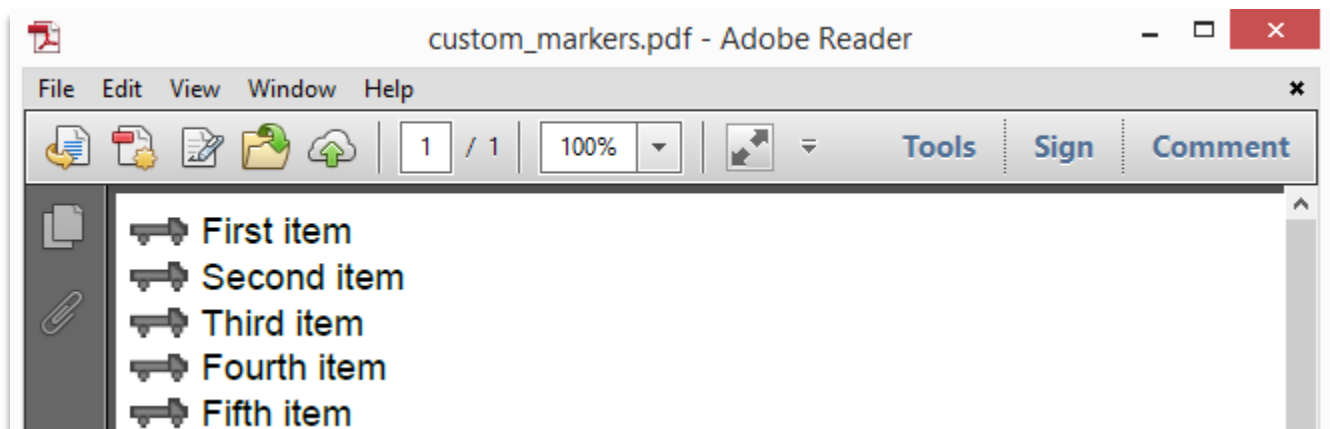 custom_markers.pdf - Adobe Reader
File Edit View Window Help
1 / 1 100% Tools Sign Comment
First item
Second item
Third item
Fourth item
Fifth item